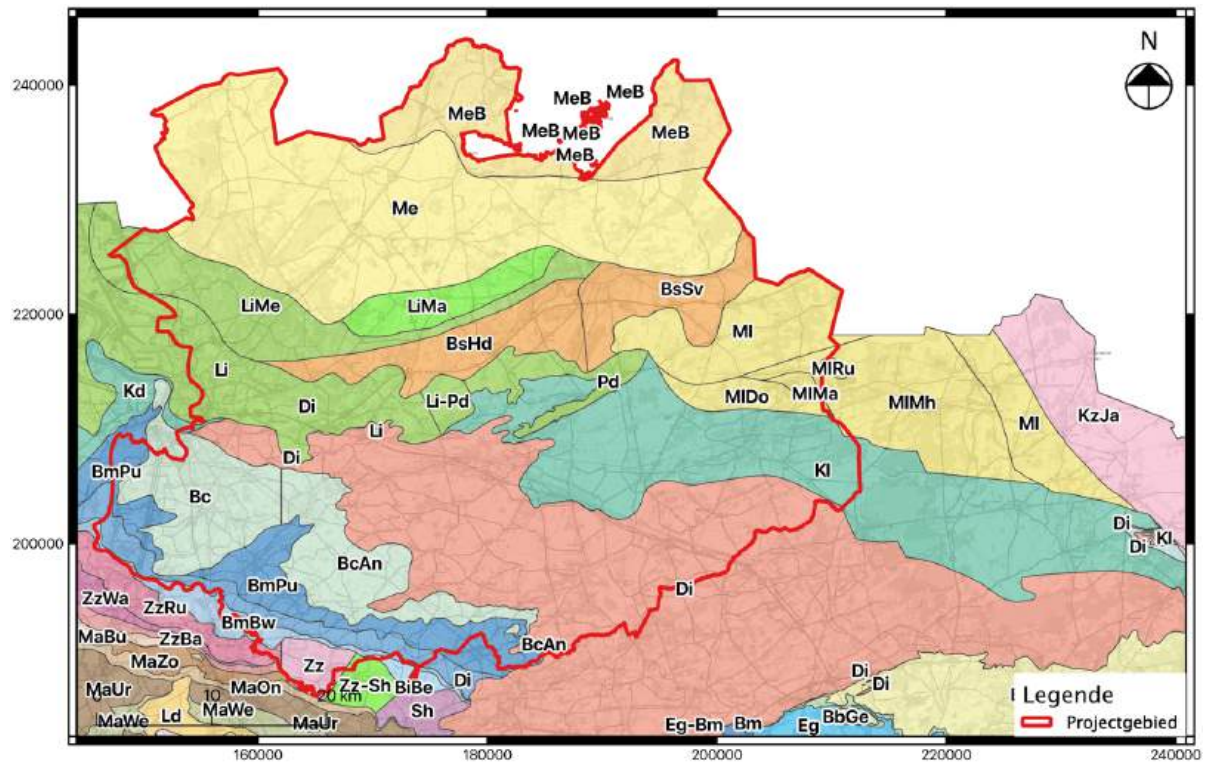 N
240000
MeB
MeB
MeB
MeB
MeB
MeB
MeB
Me
220000
LiMe
LiMa
BsSv
BsHd
Ml
MlRu
MlDo
MlMa
MlMh
Ml
KzJa
Kd
Li
Di
Li-Pd
Pd
Li
Di
BmPu
Bc
Kl
200000
Di
Kl
Di
BcAn
BmPu
Di
ZzWa
ZzRu
BmBw
MaBu
ZzBa
BcAn
MaZo
Zz
Zz-Sh
BiBe
Di
Di
Di
MaUr
MaOn
Sh
0
10
20 km
MaWe
Ld
MaWe
MaUr
Eg-Bm
Bm
Eg
BbGe
Legende
Projectgebied
160000
180000
200000
220000
240000